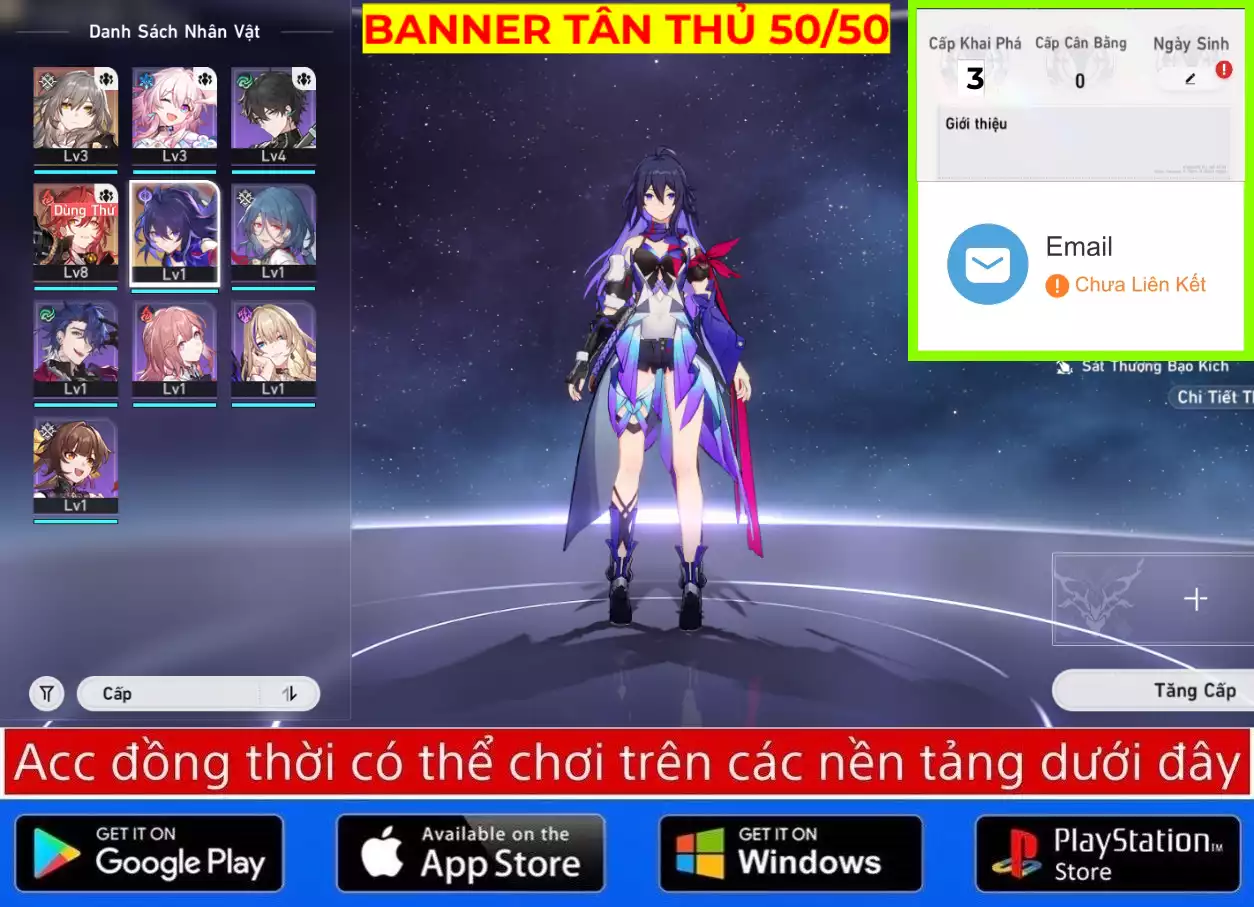 Danh Sách Nhân Vật
BANNER TÂN THỦ 50/50
Cấp Khai Phá
Cấp Cân Bằng
Ngày Sinh
3
0
Giới thiệu
Email
Chưa Liên Kết
Sát Thương Bạo Kích
Chi Tiết
Lv3
Lv3
Lv4
Dùng Thử
Lv8
Lv1
Lv1
Lv1
Lv1
Lv1
Lv1
Cấp
Tăng Cấp
Acc đồng thời có thể chơi trên các nền tảng dưới đây
GET IT ON
Google Play
Available on the
App Store
GET IT ON
Windows
PlayStation™
Store